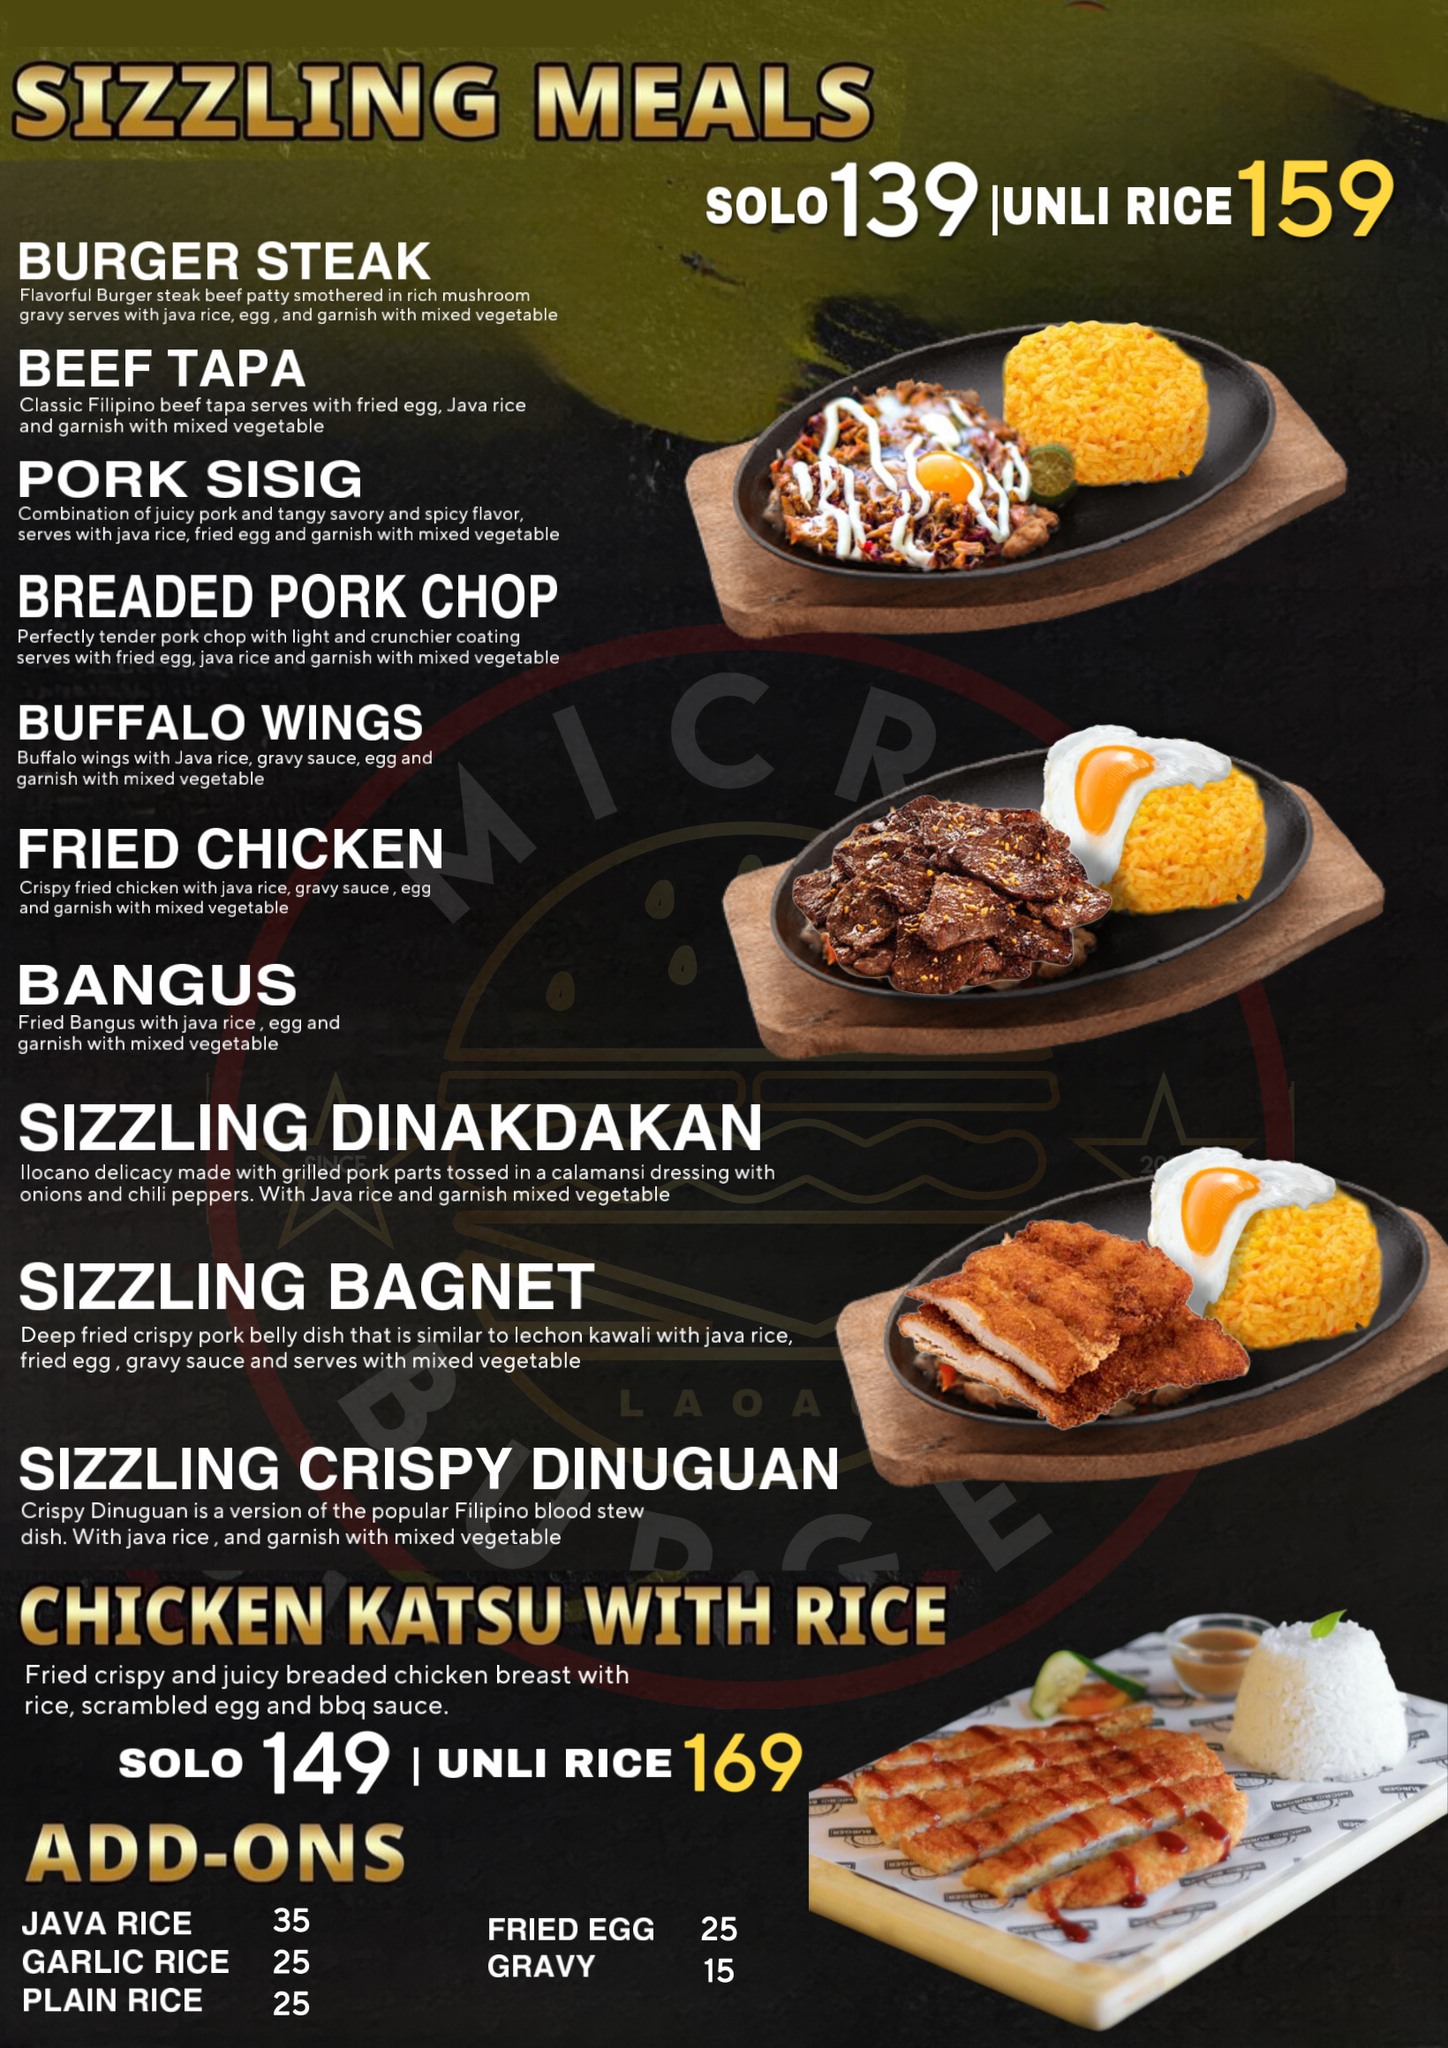 SIZZLING MEALS
SOLO 139 | UNLI RICE 159
BURGER STEAK
Flavorful Burger steak beef patty smothered in rich mushroom
gravy serves with java rice, egg , and garnish with mixed vegetable
BEEF TAPA
Classic Filipino beef tapa serves with fried egg, Java rice
and garnish with mixed vegetable
PORK SISIG
Combination of juicy pork and tangy savory and spicy flavor,
serves with java rice, fried egg and garnish with mixed vegetable
BREADED PORK CHOP
Perfectly tender pork chop with light and crunchier coating
serves with fried egg, java rice and garnish with mixed vegetable
BUFFALO WINGS
Buffalo wings with Java rice, gravy sauce, egg and
garnish with mixed vegetable
FRIED CHICKEN
Crispy fried chicken with java rice, gravy sauce , egg
and garnish with mixed vegetable
BANGUS
Fried Bangus with java rice , egg and
garnish with mixed vegetable
SIZZLING DINAKDAKAN
Ilocano delicacy made with grilled pork parts tossed in a calamansi dressing with
onions and chili peppers. With Java rice and garnish mixed vegetable
SIZZLING BAGNET
Deep fried crispy pork belly dish that is similar to lechon kawali with java rice,
fried egg , gravy sauce and serves with mixed vegetable
SIZZLING CRISPY DINUGUAN
Crispy Dinuguan is a version of the popular Filipino blood stew
dish. With java rice , and garnish with mixed vegetable
MICR
SINCE
LAOA
BURGE
CHICKEN KATSU WITH RICE
Fried crispy and juicy breaded chicken breast with
rice, scrambled egg and bbq sauce.
SOLO 149 | UNLI RICE 169
ADD-ONS
JAVA RICE 35
GARLIC RICE 25
PLAIN RICE 25
FRIED EGG 25
GRAVY 15